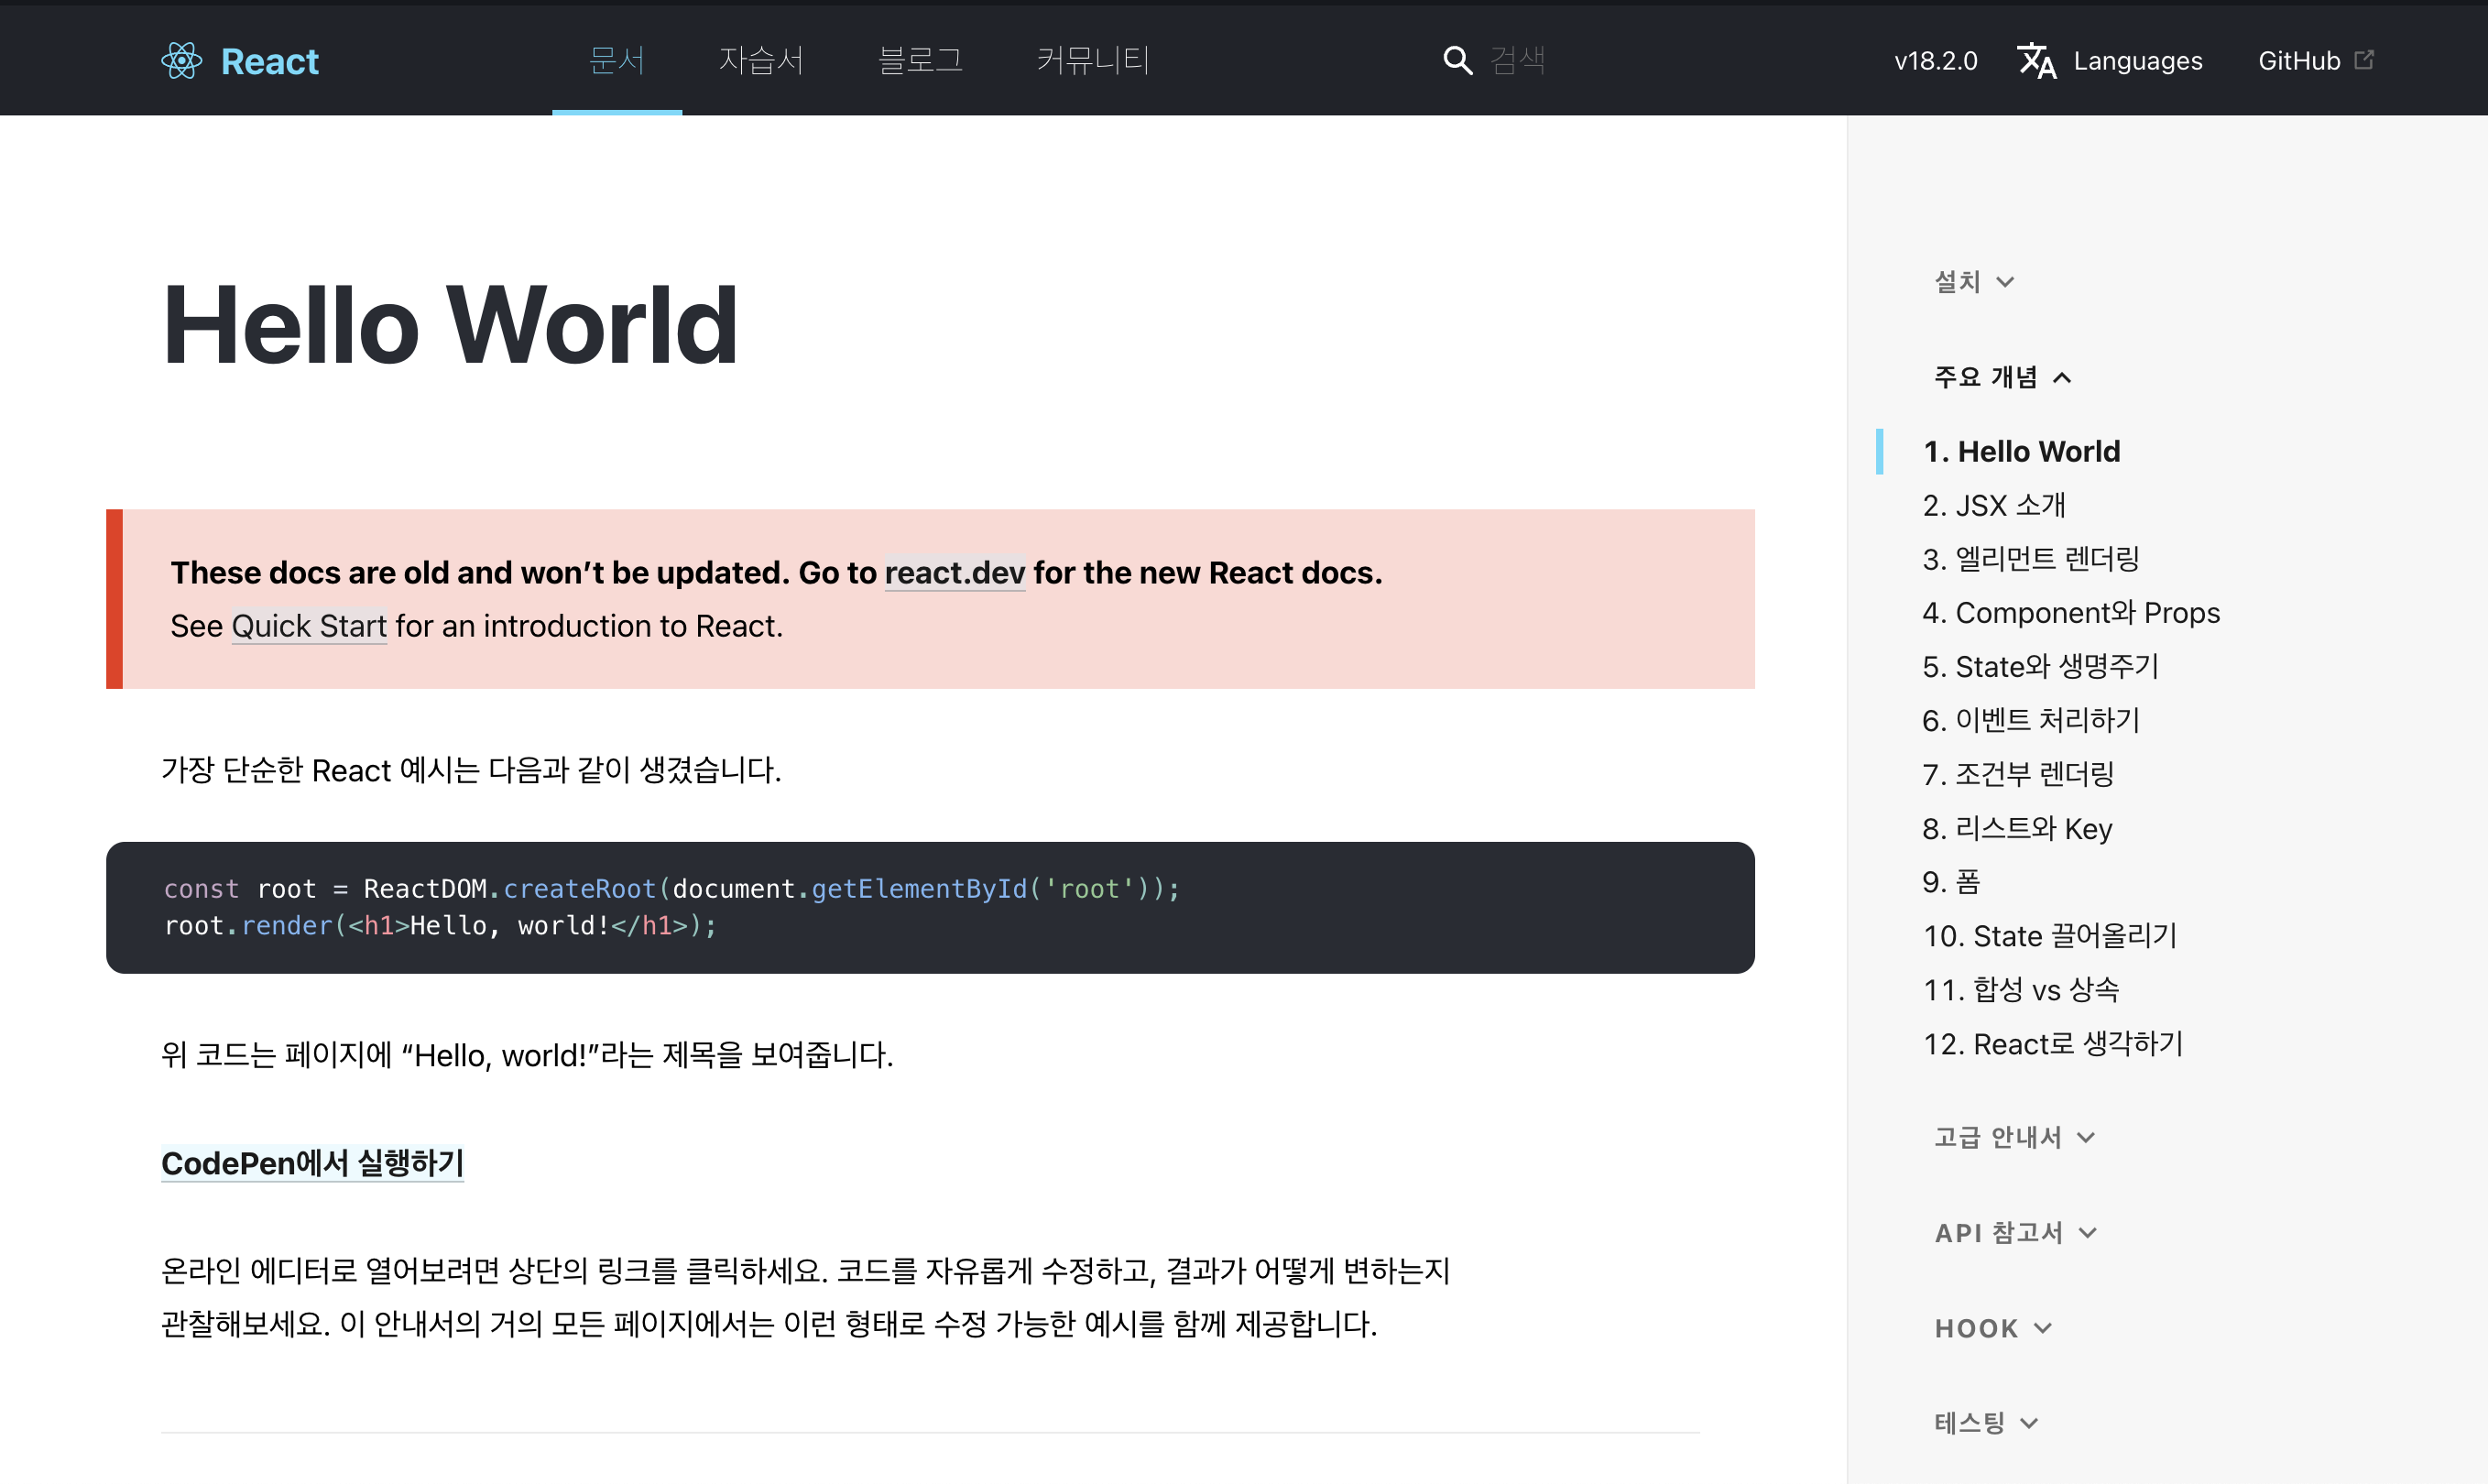 React
문서
자습서
블로그
커뮤니티
검색
v18.2.0
Languages
GitHub
Hello World
These docs are old and won’t be updated. Go to react.dev for the new React docs.
See Quick Start for an introduction to React.
가장 단순한 React 예시는 다음과 같이 생겼습니다.
const root = ReactDOM.createRoot(document.getElementById('root'));
root.render(<h1>Hello, world!</h1>);
위 코드는 페이지에 “Hello, world!”라는 제목을 보여줍니다.
CodePen에서 실행하기
온라인 에디터로 열어보려면 상단의 링크를 클릭하세요. 코드를 자유롭게 수정하고, 결과가 어떻게 변하는지
관찰해보세요. 이 안내서의 거의 모든 페이지에서는 이런 형태로 수정 가능한 예시를 함께 제공합니다.
설치
주요 개념
1. Hello World
2. JSX 소개
3. 엘리먼트 렌더링
4. Component와 Props
5. State와 생명주기
6. 이벤트 처리하기
7. 조건부 렌더링
8. 리스트와 Key
9. 폼
10. State 끌어올리기
11. 합성 vs 상속
12. React로 생각하기
고급 안내서
API 참고서
HOOK
테스팅